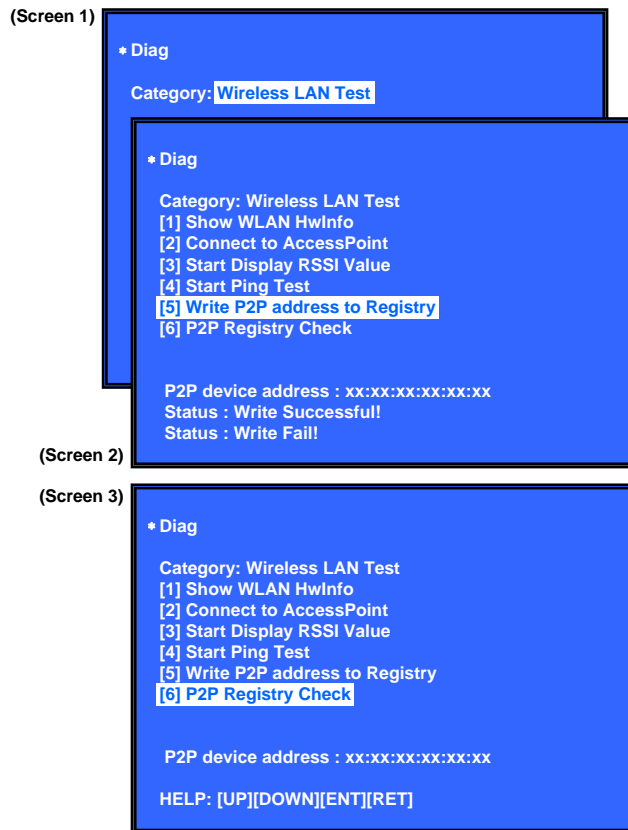 (Screen 1)
* Diag
Category: Wireless LAN Test
* Diag
Category: Wireless LAN Test
[1] Show WLAN HwInfo
[2] Connect to AccessPoint
[3] Start Display RSSI Value
[4] Start Ping Test
[5] Write P2P address to Registry
[6] P2P Registry Check
P2P device address : xx:xx:xx:xx:xx:xx
Status : Write Successful!
Status : Write Fail!
(Screen 2)
(Screen 3)
* Diag
Category: Wireless LAN Test
[1] Show WLAN HwInfo
[2] Connect to AccessPoint
[3] Start Display RSSI Value
[4] Start Ping Test
[5] Write P2P address to Registry
[6] P2P Registry Check
P2P device address : xx:xx:xx:xx:xx:xx
HELP: [UP][DOWN][ENT][RET]